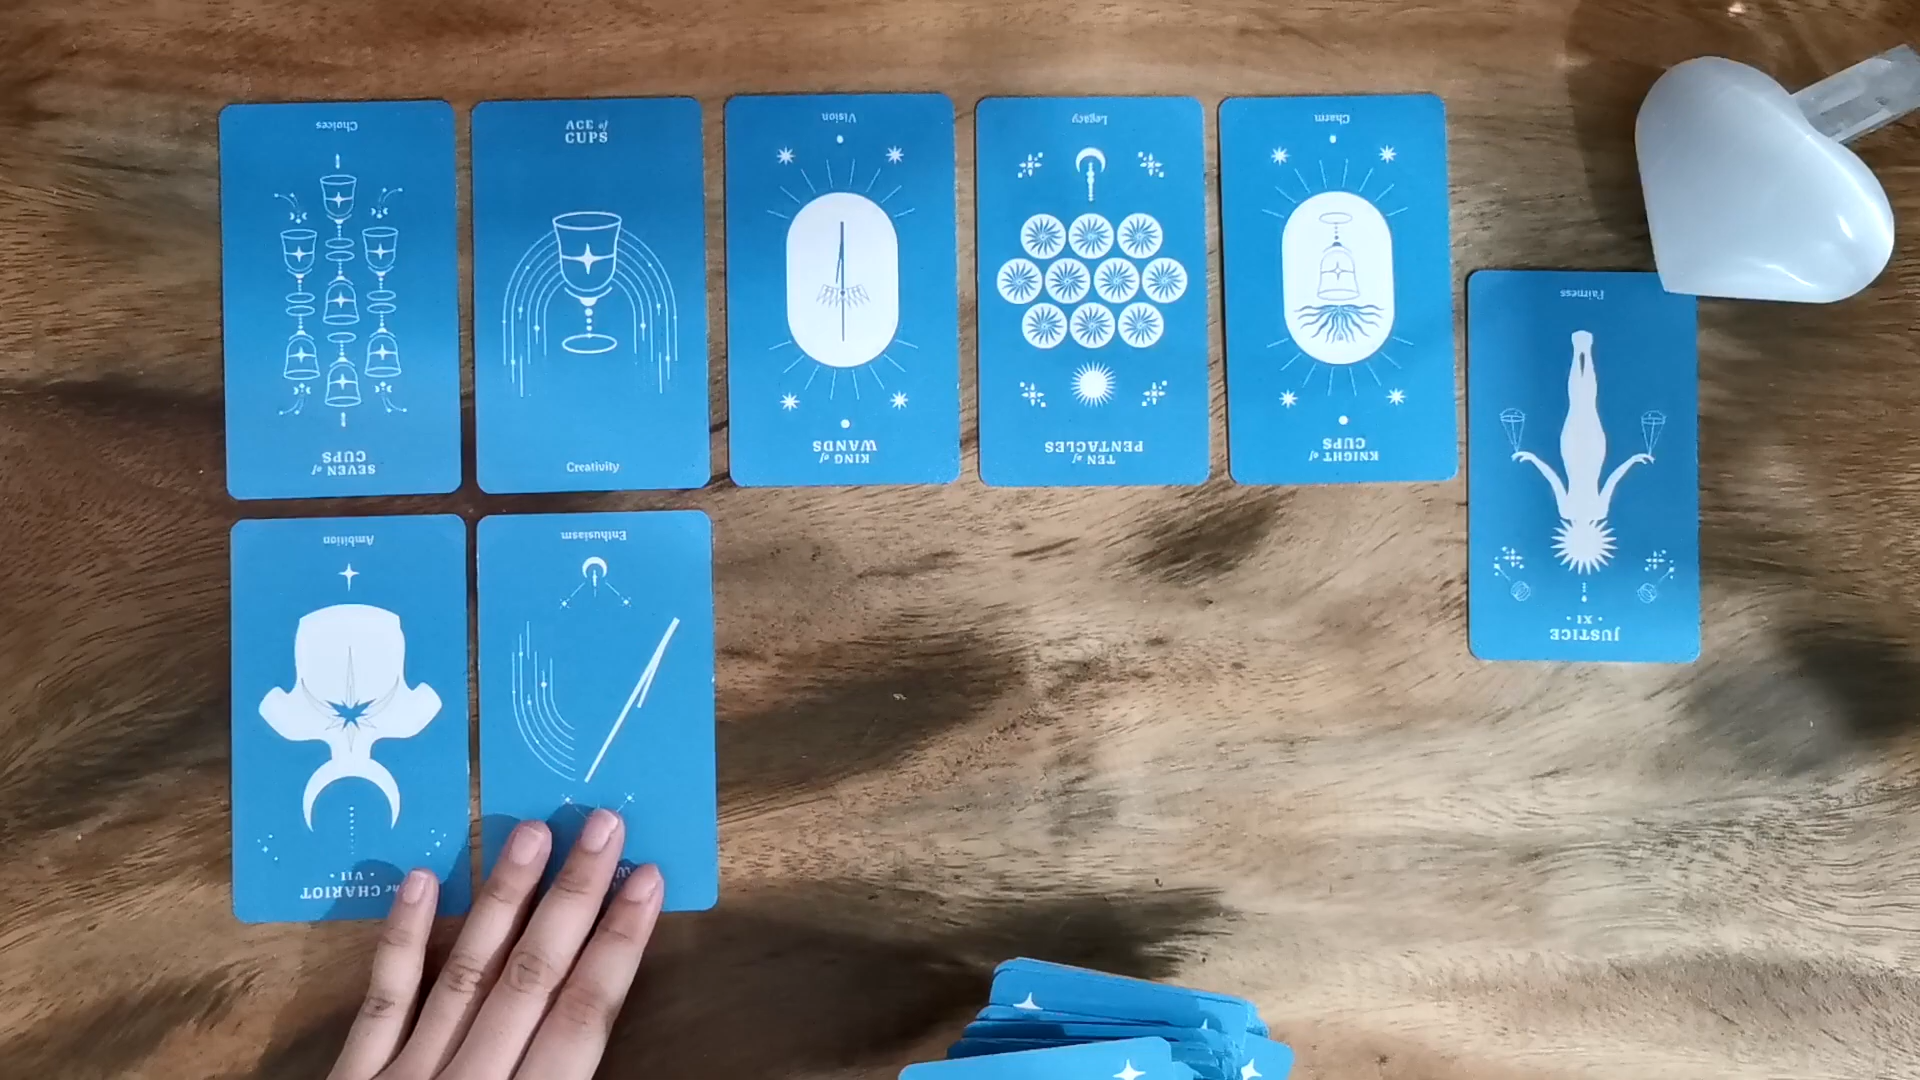 Choices
SEVEN of
CUPS
ACE of
CUPS
Creativity
Vision
KING of
WANDS
Legacy
TEN of
PENTACLES
Charm
KNIGHT of
CUPS
Fairness
• XI •
JUSTICE
Ambition
• VII •
The CHARIOT
Enthusiasm